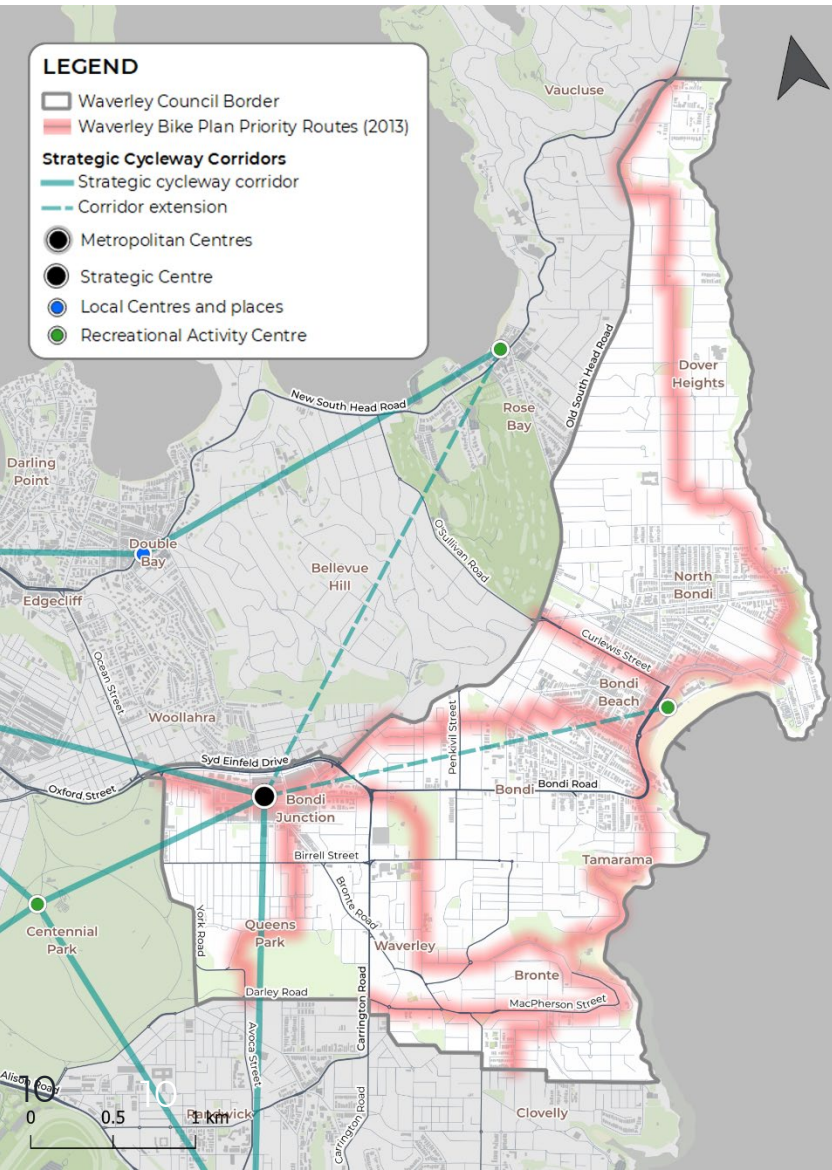 LEGEND
Waverley Council Border
Waverley Bike Plan Priority Routes (2013)
Strategic Cycleway Corridors
Strategic cycleway corridor
Corridor extension
Metropolitan Centres
Strategic Centre
Local Centres and places
Recreational Activity Centre
Vaucluse
New South Head Road
Old South Head Road
Dover
Heights
Rose
Bay
Darling
Point
Double
Bay
O'Sullivan Road
Bellevue
Hill
North
Bondi
Edgecliff
Curlewis Street
Ocean Street
Bondi
Beach
Woollahra
Penkivil Street
Syd Einfeld Drive
Oxford Street
Bondi
Junction
Bondi
Bondi Road
Birrell Street
Tamarama
Bronte Road
York Road
Centennial
Park
Queens
Park
Waverley
Bronte
Darley Road
MacPherson Street
Carrington Road
Avoca Street
Alison Road
Randwick
Carrington Road
Clovelly
10
10
0
0.5
1 km